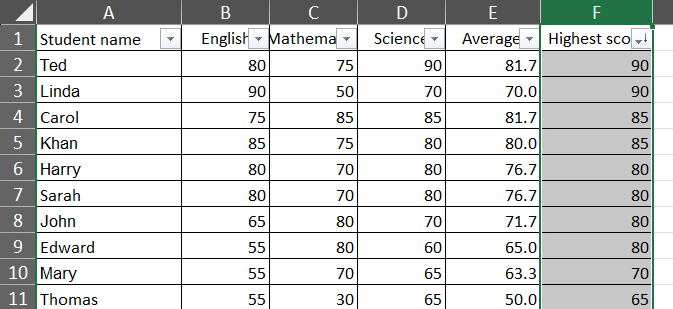 A B C D E F
1 Student name English Mathema Science Average Highest sco
2 Ted 80 75 90 81.7 90
3 Linda 90 50 70 70.0 90
4 Carol 75 85 85 81.7 85
5 Khan 85 75 80 80.0 85
6 Harry 80 70 80 76.7 80
7 Sarah 80 70 80 76.7 80
8 John 65 80 70 71.7 80
9 Edward 55 80 60 65.0 80
10 Mary 55 70 65 63.3 70
11 Thomas 55 30 65 50.0 65